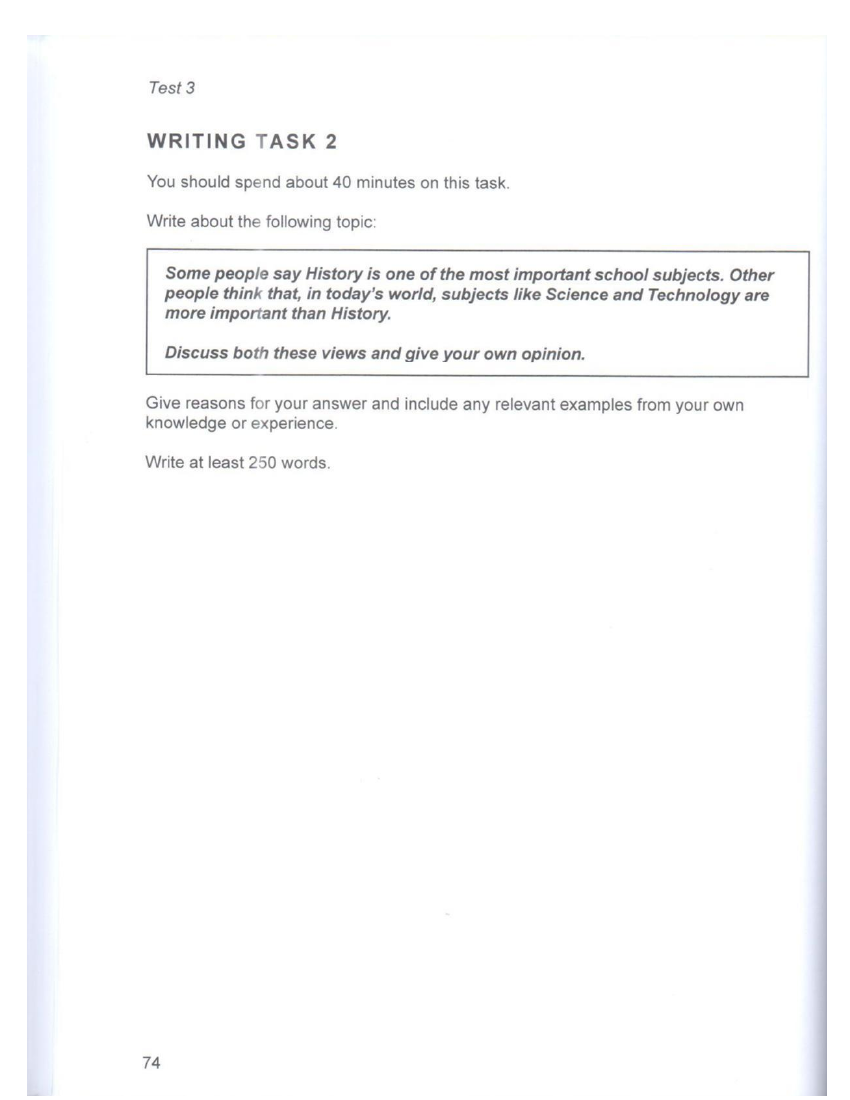 Test 3
WRITING TASK 2
You should spend about 40 minutes on this task.
Write about the following topic:
Some people say History is one of the most important school subjects. Other
people think that, in today's world, subjects like Science and Technology are
more important than History.
Discuss both these views and give your own opinion.
Give reasons for your answer and include any relevant examples from your own
knowledge or experience.
Write at least 250 words.
74